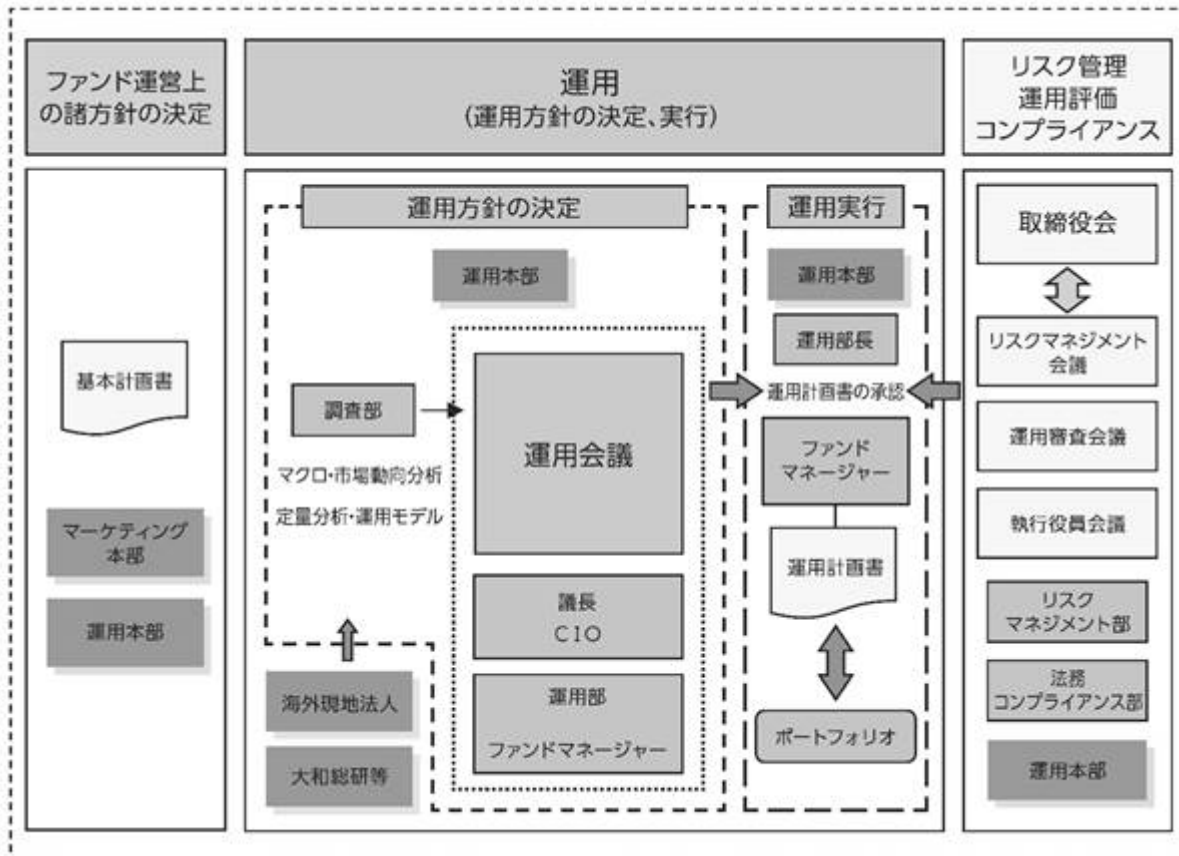 ファンド運営上
の諸方針の決定
運用
(運用方針の決定、実行)
リスク管理
運用評価
コンプライアンス
基本計画書
マーケティング
本部
運用本部
運用方針の決定
運用本部
調査部
マクロ・市場動向分析
定量分析・運用モデル
運用会議
議長
CIO
運用部
ファンドマネージャー
海外現地法人
大和総研等
運用実行
運用本部
運用部長
運用計画書の承認
ファンド
マネージャー
運用計画書
ポートフォリオ
取締役会
リスクマネジメント
会議
運用審査会議
執行役員会議
リスク
マネジメント部
法務
コンプライアンス部
運用本部